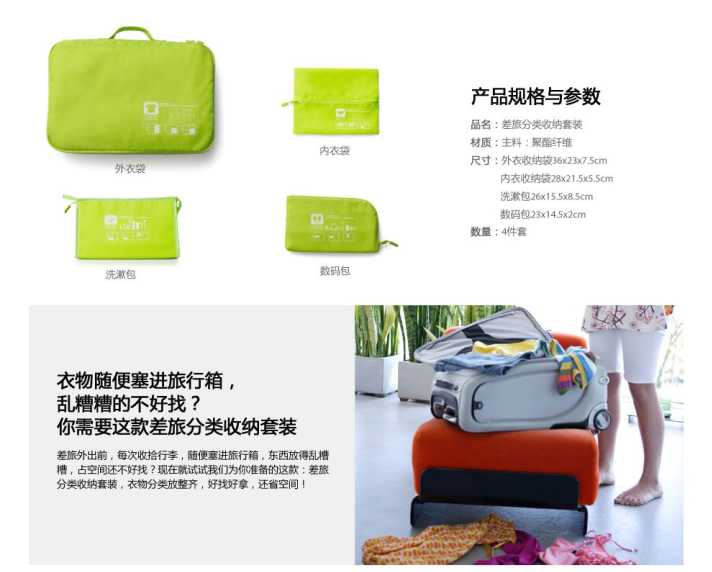 外衣袋
内衣袋
洗漱包
数码包
产品规格与参数
品名：差旅分类收纳套装
材质：主料：聚酯纤维
尺寸：外衣收纳袋36x23x7.5cm
内衣收纳袋28x21.5x5.5cm
洗漱包26x15.5x8.5cm
数码包23x14.5x2cm
数量：4件套
衣物随便塞进旅行箱，
乱糟糟的不好找？
你需要这款差旅分类收纳套装
差旅外出前，每次收拾行李，随便塞进旅行箱，东西放得乱糟
糟，占空间还不好找？现在就试试我们为你准备的这款：差旅
分类收纳套装，衣物分类放整齐，好找好拿，还省空间！